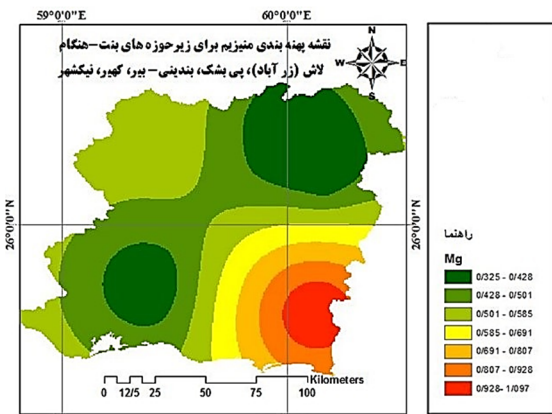 59°0'0"E
60°0'0"E
نقشه پهنه بندی منیزیم برای زیرحوزه های بنت-هنگام
لاش (زر آباد)، پی بشک، بندینی- بیر، کهیر، نیکشهر
N
W
E
S
26°0'0"N
26°0'0"N
Kilometers
0 12/5 25 50 75 100
راهنما
Mg
0/325 - 0/428
0/428 - 0/501
0/501 - 0/585
0/585 - 0/691
0/691 - 0/807
0/807 - 0/928
0/928- 1/097